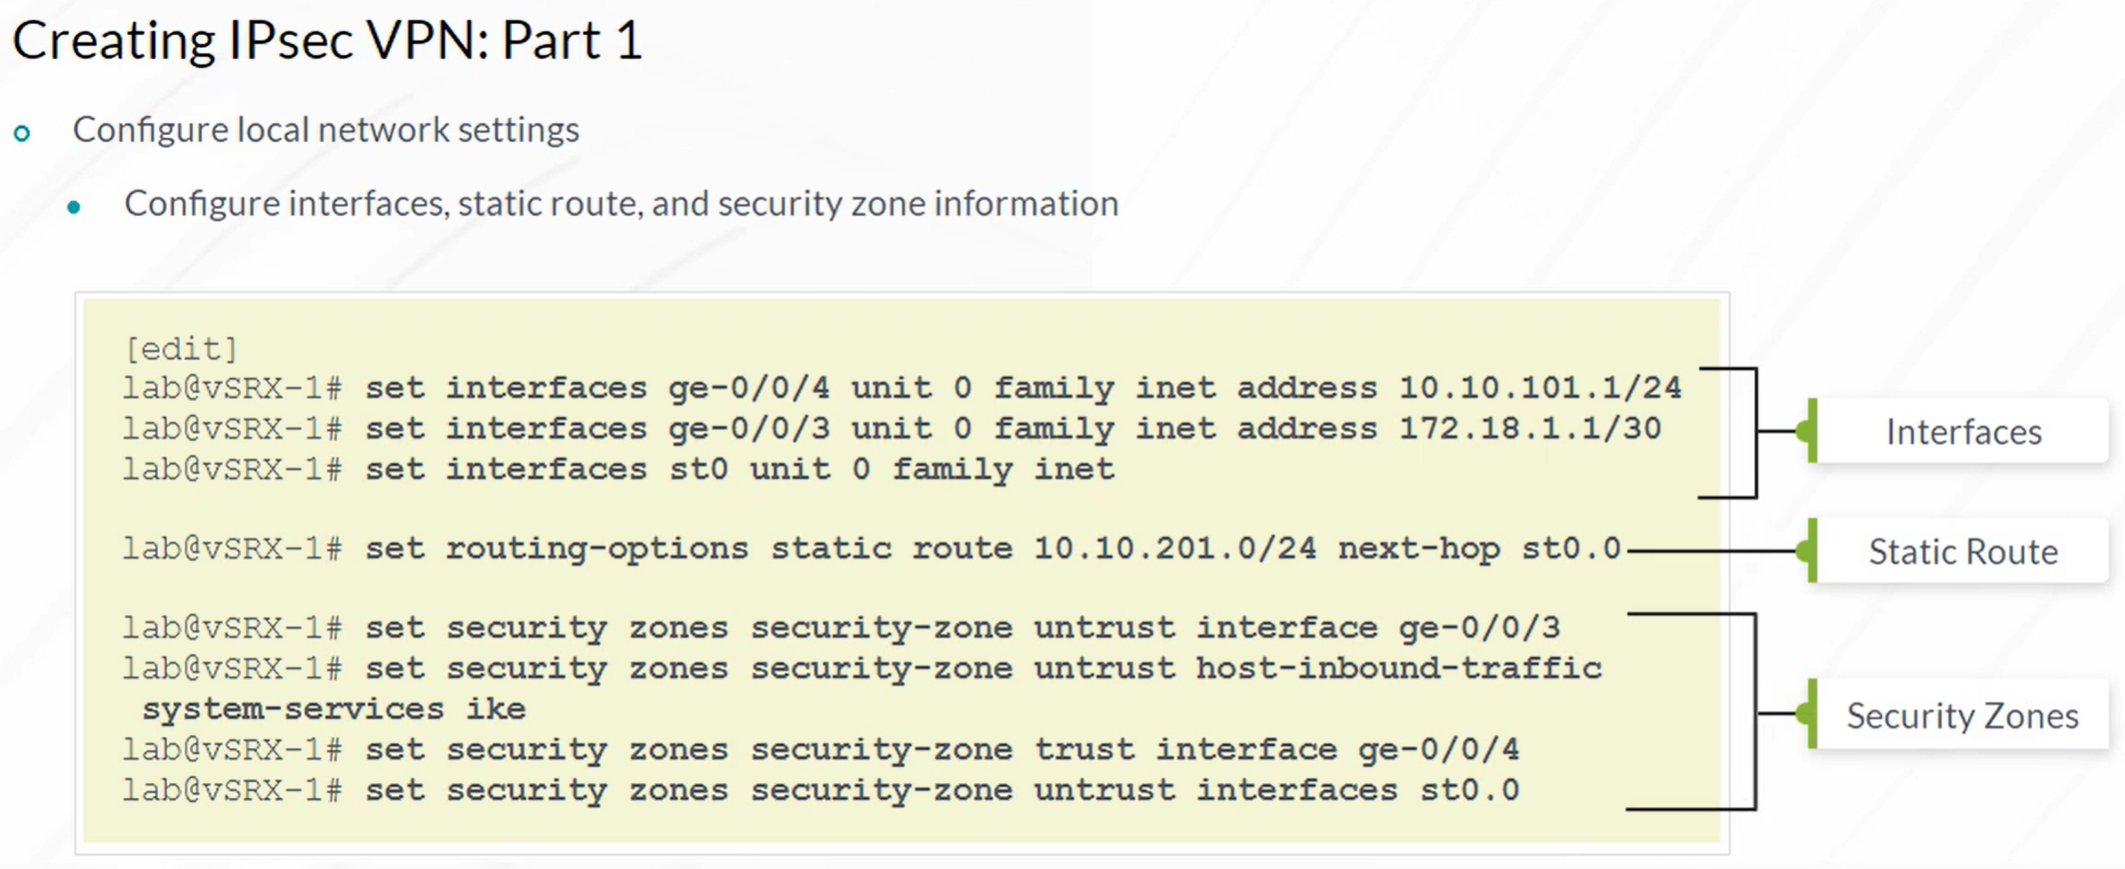 Creating IPsec VPN: Part 1
Configure local network settings
Configure interfaces, static route, and security zone information
[edit]
lab@vSRX-1# set interfaces ge-0/0/4 unit 0 family inet address 10.10.101.1/24
lab@vSRX-1# set interfaces ge-0/0/3 unit 0 family inet address 172.18.1.1/30
lab@vSRX-1# set interfaces st0 unit 0 family inet
Interfaces
lab@vSRX-1# set routing-options static route 10.10.201.0/24 next-hop st0.0
Static Route
lab@vSRX-1# set security zones security-zone untrust interface ge-0/0/3
lab@vSRX-1# set security zones security-zone untrust host-inbound-traffic
system-services ike
lab@vSRX-1# set security zones security-zone trust interface ge-0/0/4
lab@vSRX-1# set security zones security-zone untrust interfaces st0.0
Security Zones